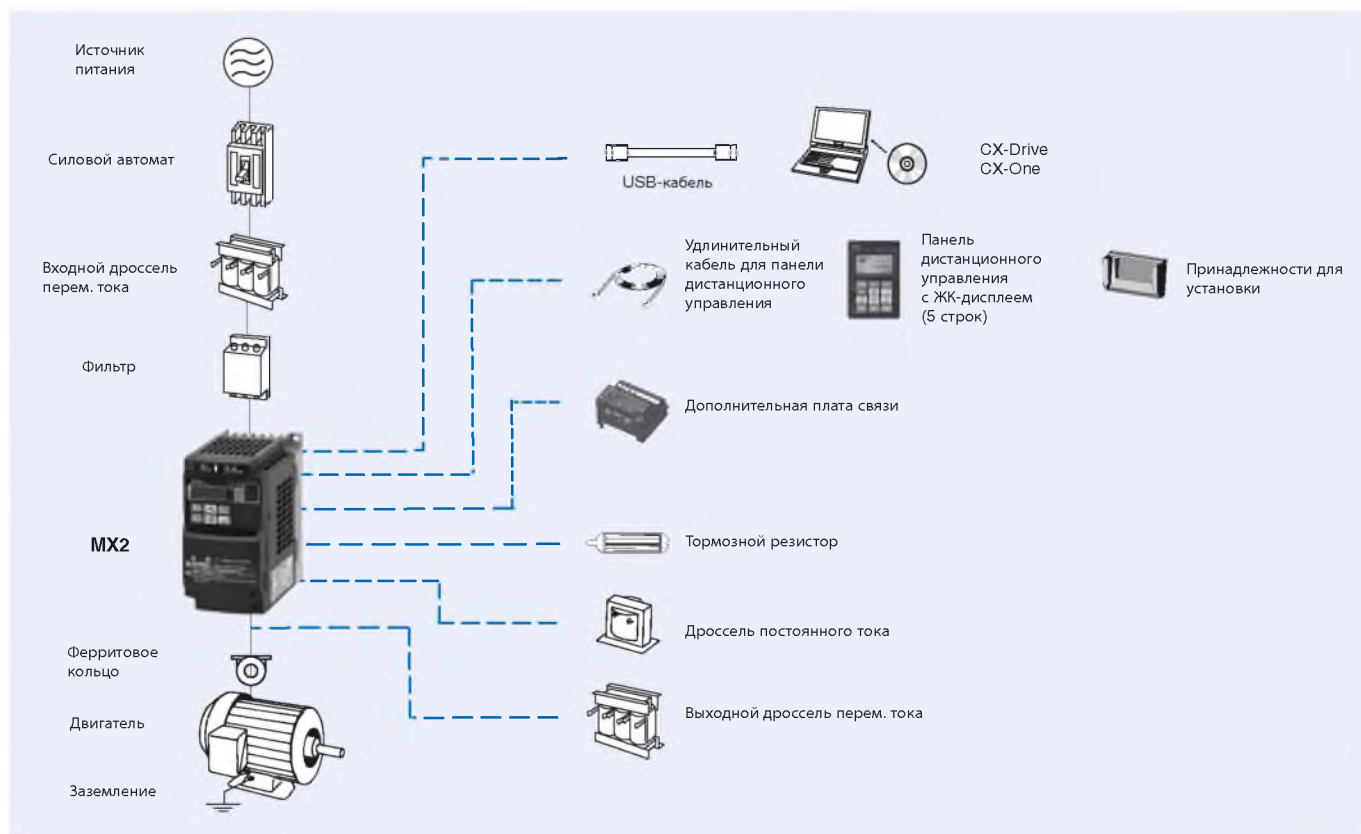 Источник
питания
Силовой автомат
Входной дроссель
перем. тока
Фильтр
MX2
Ферритовое
кольцо
Двигатель
Заземление
USB-кабель
CX-Drive
CX-One
Удлинительный
кабель для панели
дистанционного
управления
Панель
дистанционного
управления
с ЖК-дисплеем
(5 строк)
Принадлежности для
установки
Дополнительная плата связи
Тормозной резистор
Дроссель постоянного тока
Выходной дроссель перем. тока